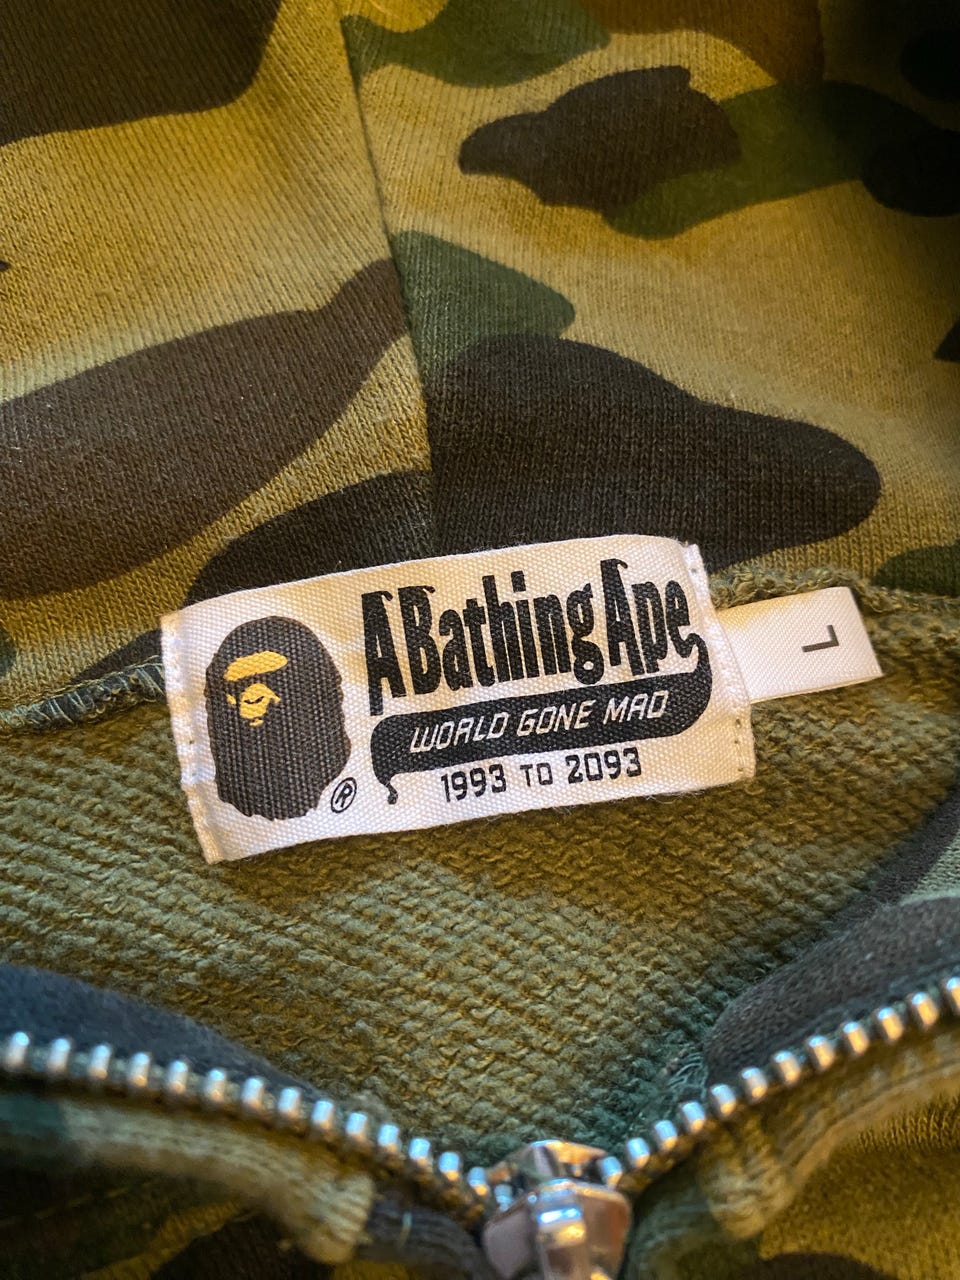 A Bathing Ape
WORLD GONE MAD
1993 TO 2093
®
L